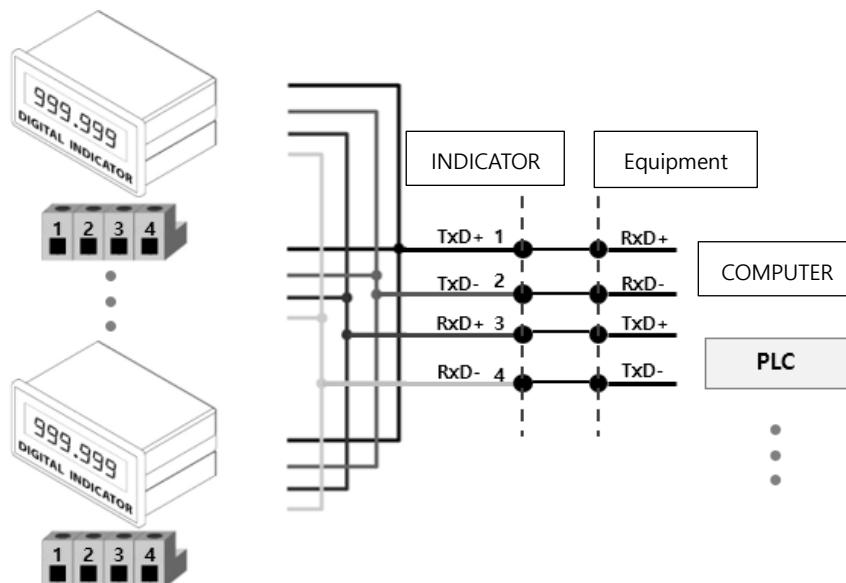 999.999
DIGITAL INDICATOR
1 2 3 4
INDICATOR
Equipment
TxD+ 1
RxD+
TxD- 2
RxD-
RxD+ 3
TxD+
RxD- 4
TxD-
COMPUTER
PLC
999.999
DIGITAL INDICATOR
1 2 3 4